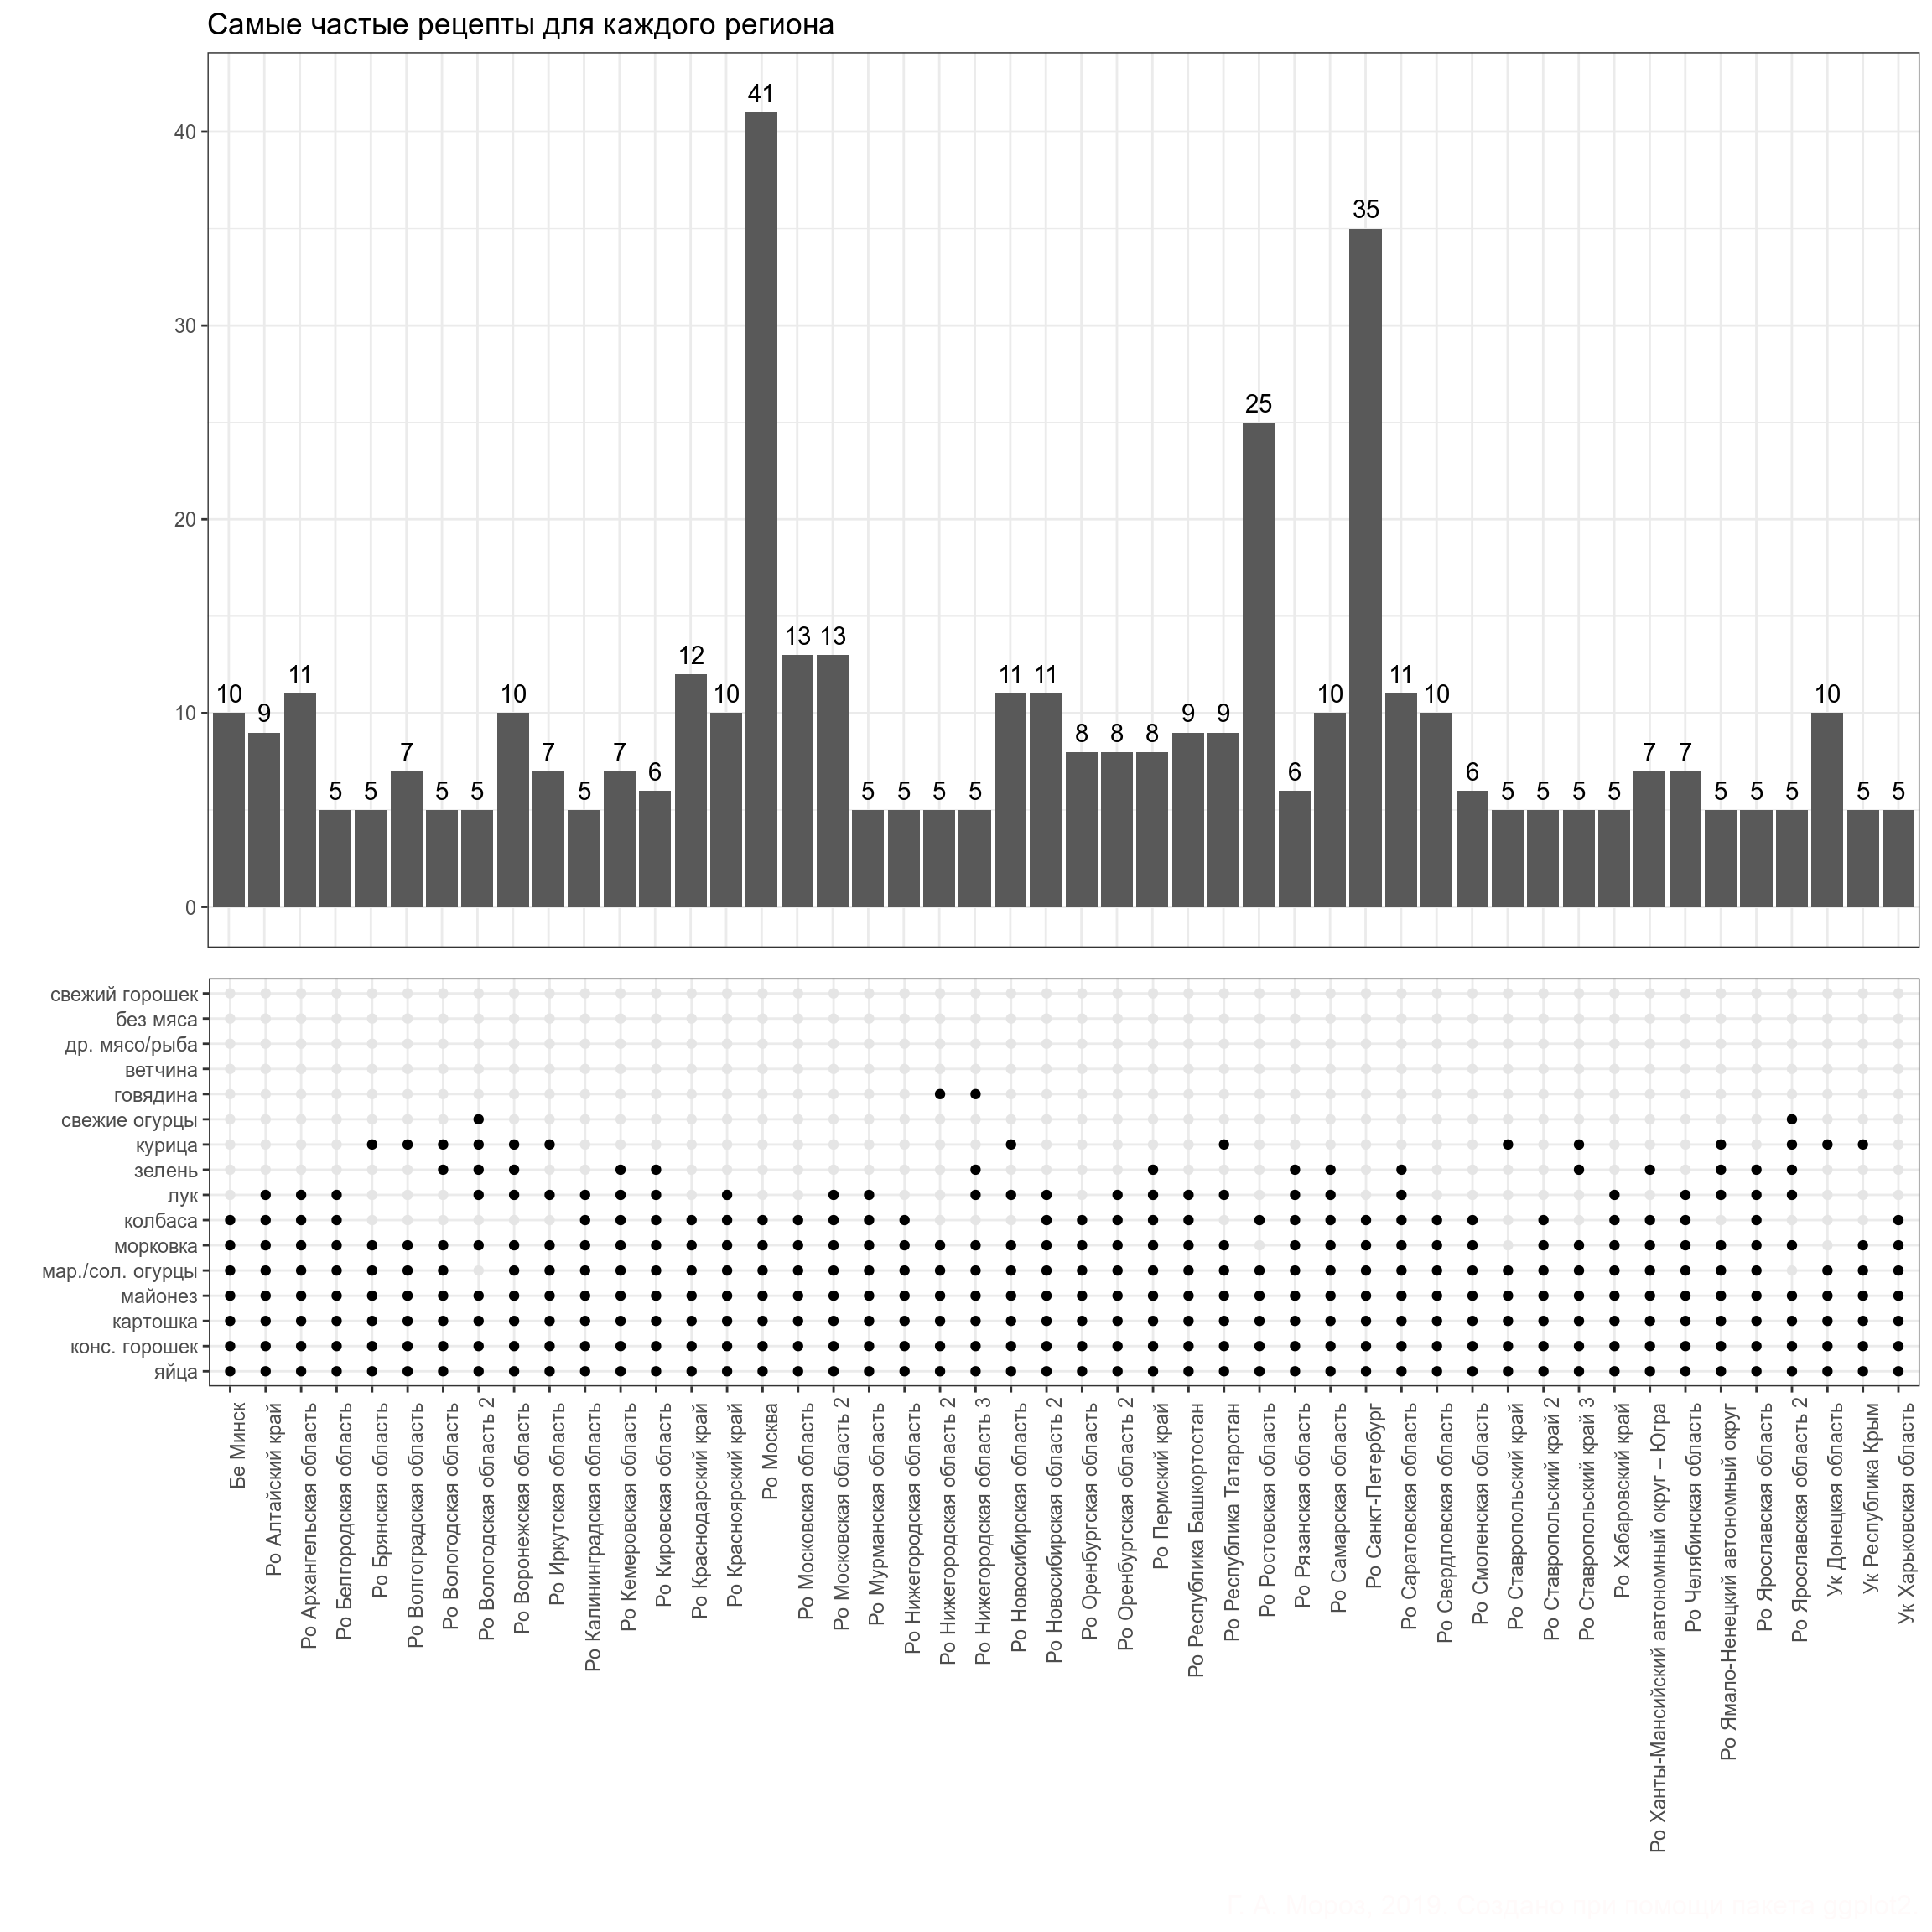 Самые частые рецепты для каждого региона
40
30
20
10
0
10
9
11
5
5
7
5
5
10
7
5
7
6
12
10
41
13
13
5
5
5
5
11
11
8
8
8
9
9
25
6
10
35
11
10
6
5
5
5
5
7
7
5
5
5
10
5
5
свежий горошек
без мяса
др. мясо/рыба
ветчина
говядина
свежие огурцы
курица
зелень
лук
колбаса
морковка
мар./сол. огурцы
майонез
картошка
конс. горошек
яйца
Бе Минск
Ро Алтайский край
Ро Архангельская область
Ро Белгородская область
Ро Брянская область
Ро Волгоградская область
Ро Вологодская область
Ро Вологодская область 2
Ро Воронежская область
Ро Иркутская область
Ро Калининградская область
Ро Кемеровская область
Ро Кировская область
Ро Краснодарский край
Ро Красноярский край
Ро Москва
Ро Московская область
Ро Московская область 2
Ро Мурманская область
Ро Нижегородская область
Ро Нижегородская область 2
Ро Нижегородская область 3
Ро Новосибирская область
Ро Новосибирская область 2
Ро Оренбургская область
Ро Оренбургская область 2
Ро Пермский край
Ро Республика Башкортостан
Ро Республика Татарстан
Ро Ростовская область
Ро Рязанская область
Ро Самарская область
Ро Санкт-Петербург
Ро Саратовская область
Ро Свердловская область
Ро Смоленская область
Ро Ставропольский край
Ро Ставропольский край 2
Ро Ставропольский край 3
Ро Хабаровский край
Ро Ханты-Мансийский автономный округ – Югра
Ро Челябинская область
Ро Ямало-Ненецкий автономный округ
Ро Ярославская область
Ро Ярославская область 2
Ук Донецкая область
Ук Республика Крым
Ук Харьковская область